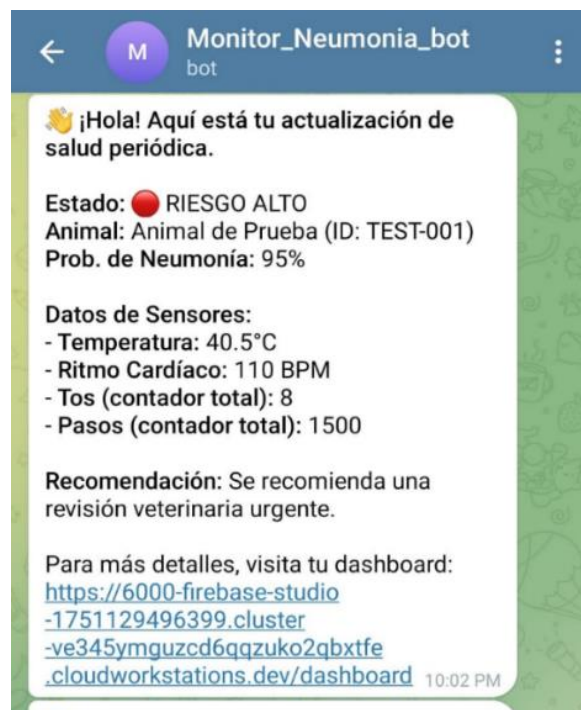 M
Monitor_Neumonia_bot
bot
👋 ¡Hola! Aquí está tu actualización de
salud periódica.
Estado: 🔴 RIESGO ALTO
Animal: Animal de Prueba (ID: TEST-001)
Prob. de Neumonía: 95%
Datos de Sensores:
- Temperatura: 40.5°C
- Ritmo Cardíaco: 110 BPM
- Tos (contador total): 8
- Pasos (contador total): 1500
Recomendación: Se recomienda una
revisión veterinaria urgente.
Para más detalles, visita tu dashboard:
https://6000-firebase-studio
-1751129496399.cluster
-ve345ymguzcd6qqzuko2qbxtfe
.cloudworkstations.dev/dashboard 10:02 PM